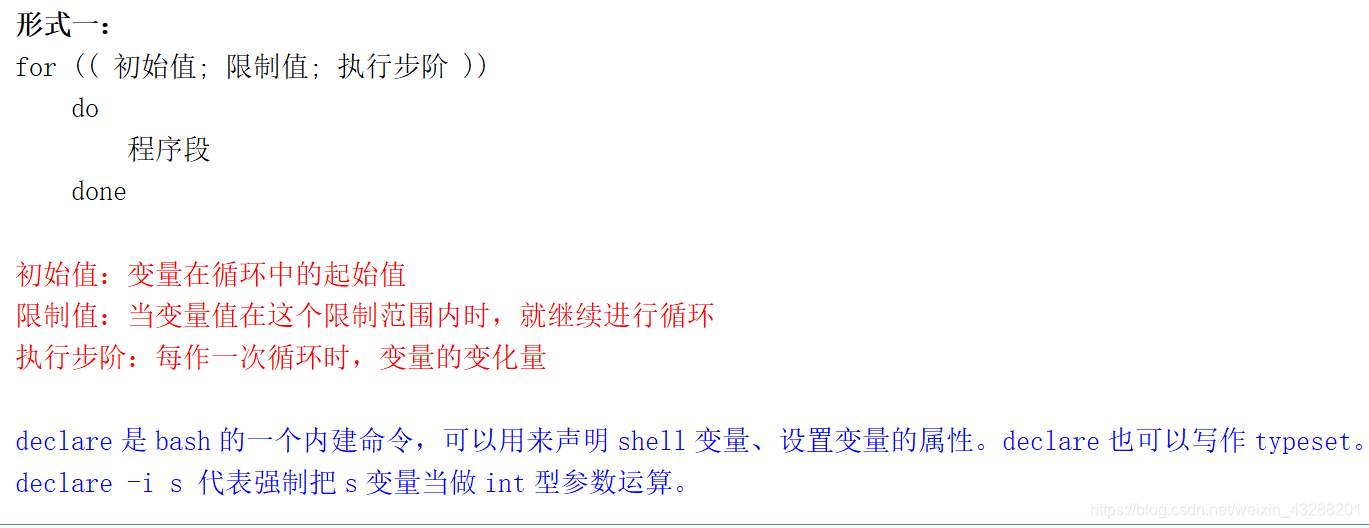 形式一：
for (( 初始值; 限制值; 执行步阶 ))
do
程序段
done
初始值：变量在循环中的起始值
限制值：当变量值在这个限制范围内时，就继续进行循环
执行步阶：每作一次循环时，变量的变化量
declare 是 bash 的一个内建命令，可以用来声明 shell 变量、设置变量的属性。declare 也可以写作 typeset。
declare -i s 代表强制把 s 变量当做 int 型参数运算。
https://blog.csdn.net/weixin_43288201